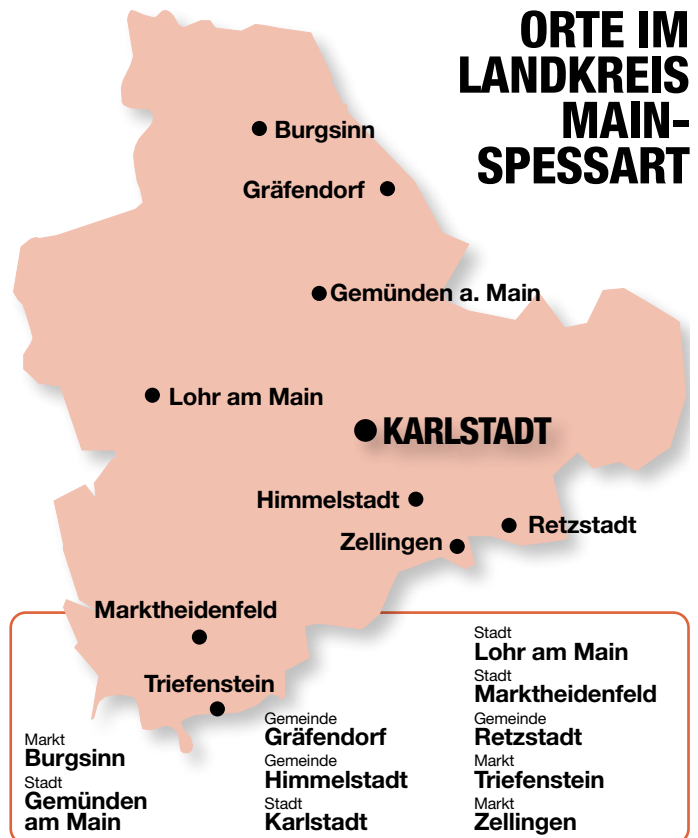 ORTE IM
LANDKREIS
MAIN-
SPESSART
Burgsinn
Gräfendorf
Gemünden a. Main
Lohr am Main
KARLSTADT
Himmelstadt
Retzstadt
Zellingen
Marktheidenfeld
Triefenstein
Markt
Burgsinn
Stadt
Gemünden
am Main
Gemeinde
Gräfendorf
Gemeinde
Himmelstadt
Stadt
Karlstadt
Stadt
Lohr am Main
Stadt
Marktheidenfeld
Gemeinde
Retzstadt
Markt
Triefenstein
Markt
Zellingen